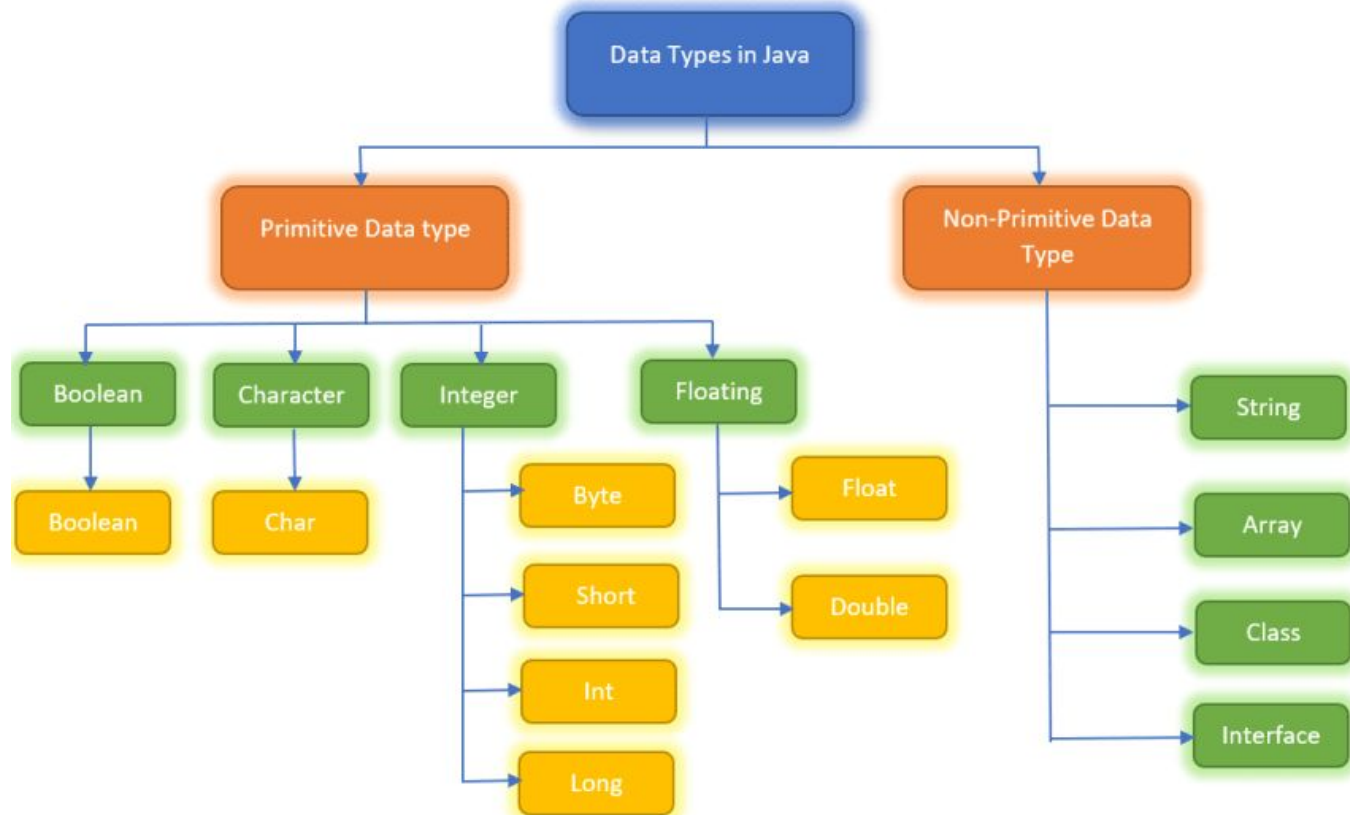 Data Types in Java
Primitive Data type
Non-Primitive Data
Type
Boolean
Character
Integer
Floating
String
Boolean
Char
Byte
Float
Array
Short
Double
Class
Int
Interface
Long